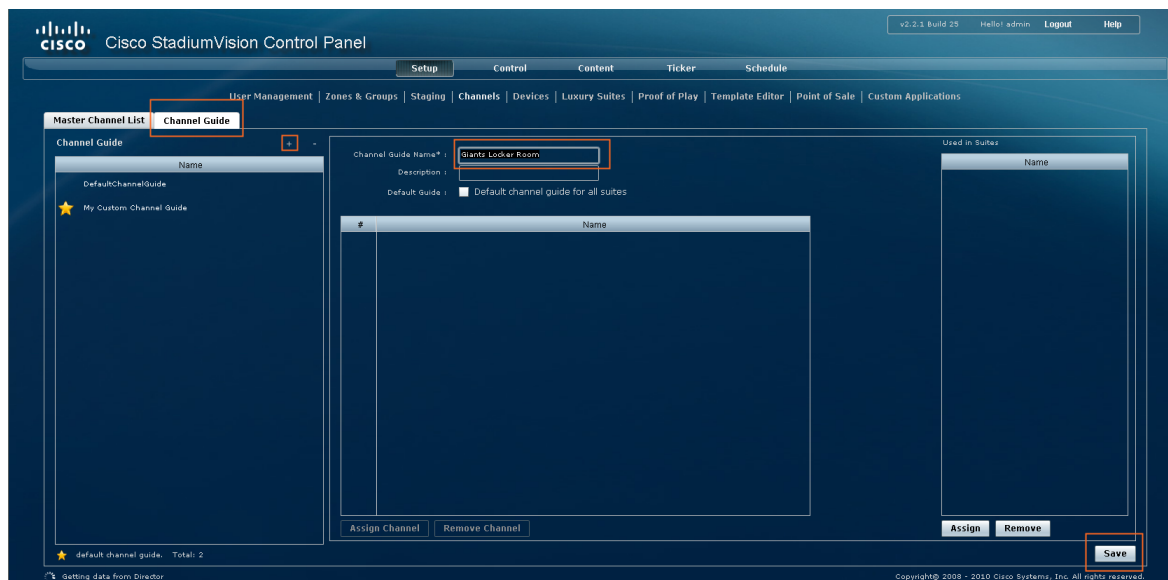 v2.2.1 Build 25 Hello! admin Logout Help
CISCO Cisco StadiumVision Control Panel
Setup Control Content Ticker Schedule
User Management | Zones & Groups | Staging | Channels | Devices | Luxury Suites | Proof of Play | Template Editor | Point of Sale | Custom Applications
Master Channel List Channel Guide
Channel Guide + -
Name
DefaultChannelGuide
My Custom Channel Guide
default channel guide. Total: 2
Channel Guide Name* : Giants Locker Room
Description :
Default Guide : Default channel guide for all suites
# Name
Assign Channel Remove Channel
Used in Suites
Name
Assign Remove
Save
Getting data from Director
Copyright© 2008 - 2010 Cisco Systems, Inc. All rights reserved.